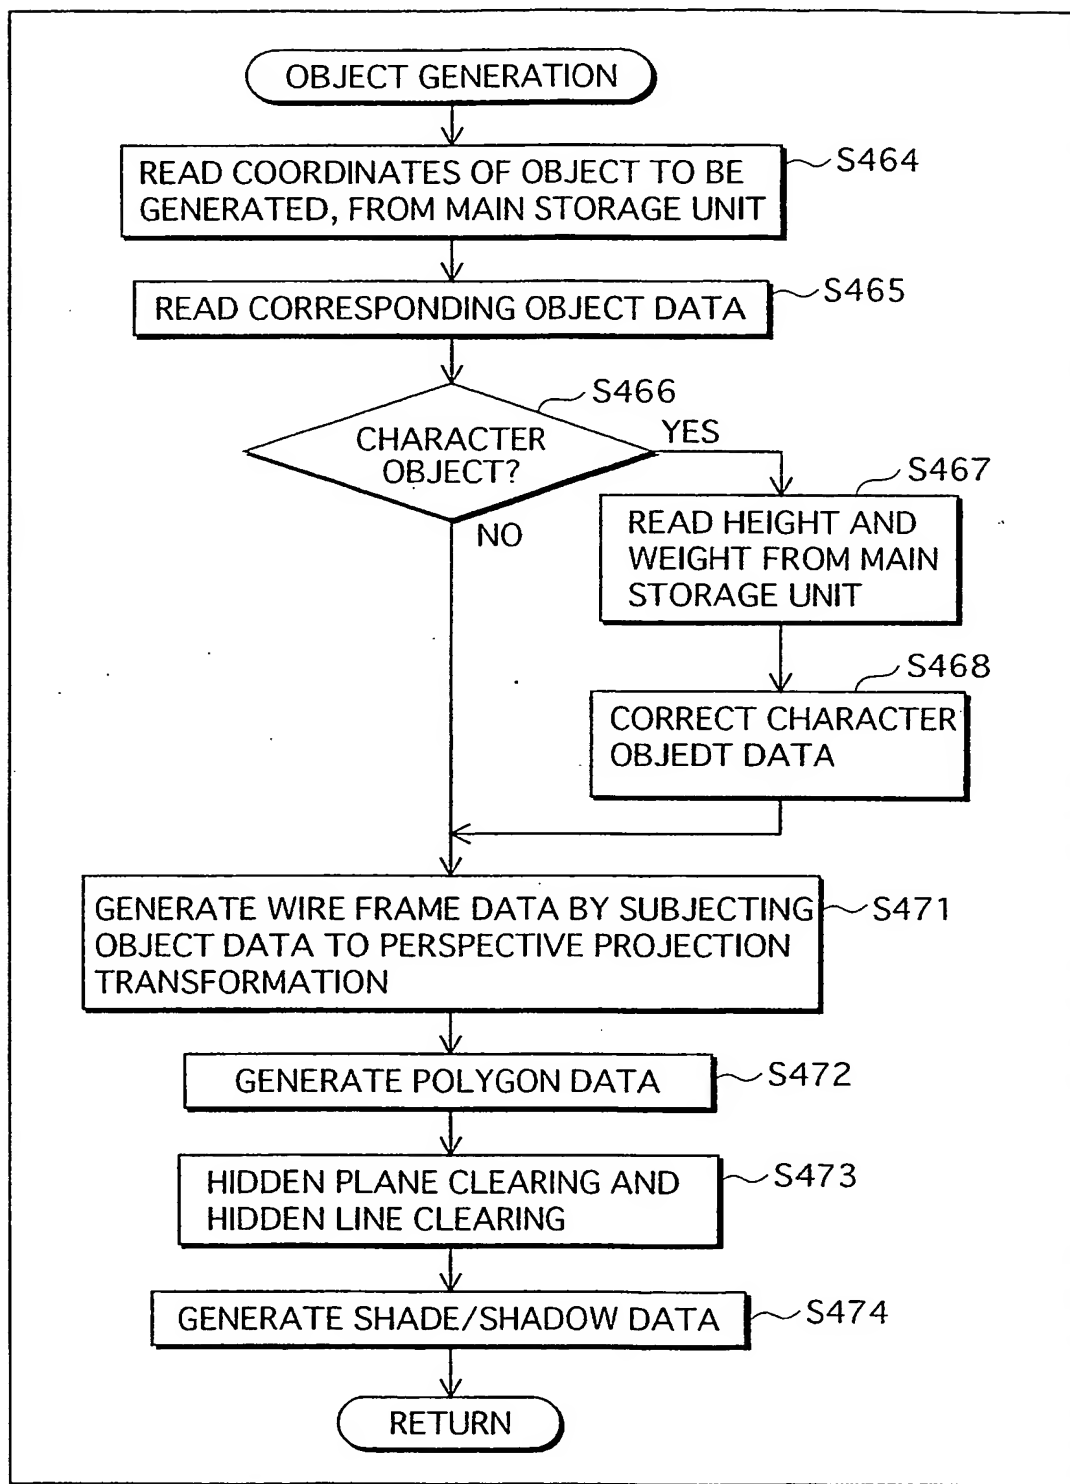 OBJECT GENERATION
S464
READ COORDINATES OF OBJECT TO BE
GENERATED, FROM MAIN STORAGE UNIT
S465
READ CORRESPONDING OBJECT DATA
S466
CHARACTER
OBJECT?
YES
NO
S467
READ HEIGHT AND
WEIGHT FROM MAIN
STORAGE UNIT
S468
CORRECT CHARACTER
OBJEDT DATA
S471
GENERATE WIRE FRAME DATA BY SUBJECTING
OBJECT DATA TO PERSPECTIVE PROJECTION
TRANSFORMATION
S472
GENERATE POLYGON DATA
S473
HIDDEN PLANE CLEARING AND
HIDDEN LINE CLEARING
S474
GENERATE SHADE/SHADOW DATA
RETURN